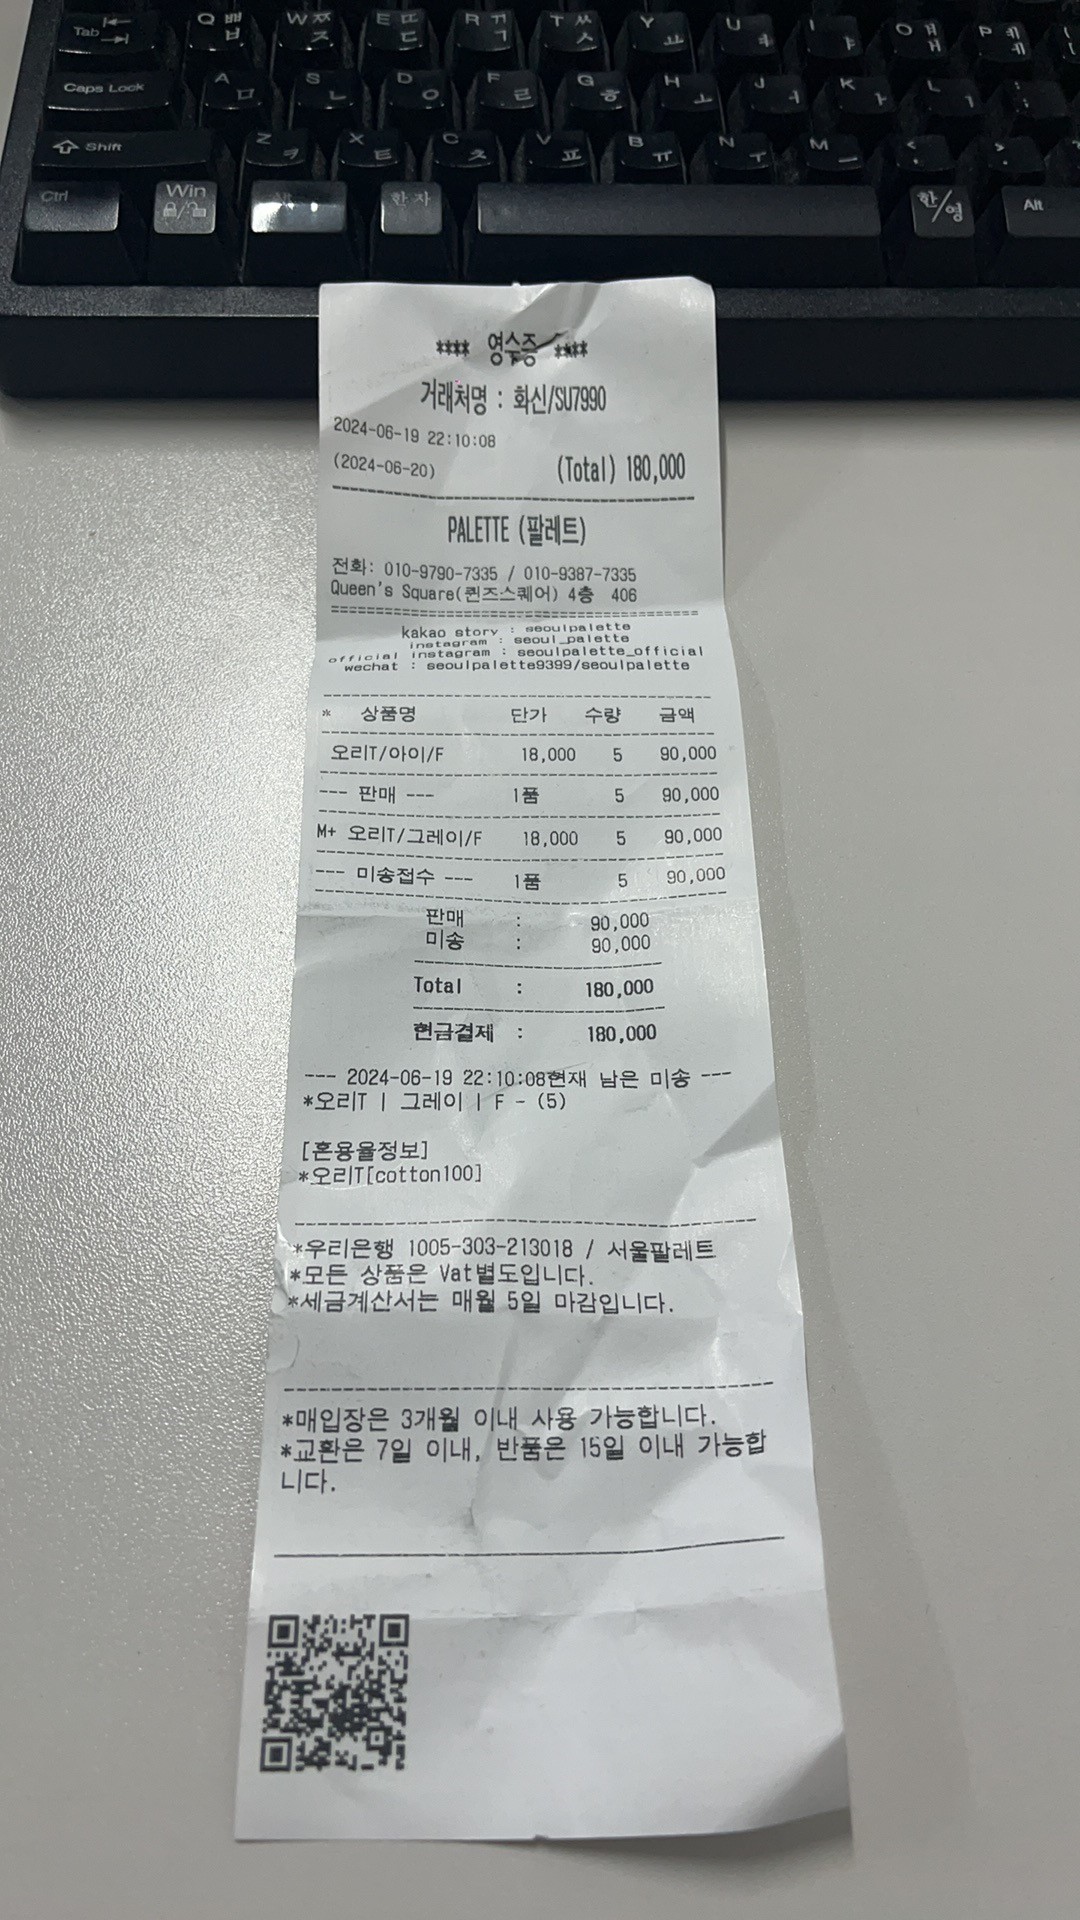 Tab Q ㅃ ㅂ W ㅉ ㅈ E ㄸ ㄷ R ㄲ ㄱ T ㅆ ㅅ Y ㅛ U ㅕ I ㅑ O ㅒ ㅐ P ㅖ ㅔ
Caps Lock A ㅁ S ㄴ D ㅇ F ㄹ G ㅎ H ㅗ J ㅓ K ㅏ L ㅣ : ;
Shift Z ㅋ X ㅌ C ㅊ V ㅍ B ㅠ N ㅜ M ㅡ < , > .
Ctrl Win 한자 한/영 Alt
**** 영수증 ****
거래처명 : 화신/SU7990
2024-06-19 22:10:08
(2024-06-20) (Total) 180,000
PALETTE (팔레트)
전화: 010-9790-7335 / 010-9387-7335
Queen's Square(퀸즈스퀘어) 4층 406
kakao story : seoulpalette
instagram : seoul_palette
official instagram : seoulpalette_official
wechat : seoulpalette9399/seoulpalette
* 상품명 단가 수량 금액
오리T/아이/F 18,000 5 90,000
--- 판매 --- 1품 5 90,000
M+ 오리T/그레이/F 18,000 5 90,000
--- 미송접수 --- 1품 5 90,000
판매 : 90,000
미송 : 90,000
Total : 180,000
현금결제 : 180,000
--- 2024-06-19 22:10:08현재 남은 미송 ---
*오리T | 그레이 | F - (5)
[혼용율정보]
*오리T[cotton100]
*우리은행 1005-303-213018 / 서울팔레트
*모든 상품은 Vat별도입니다.
*세금계산서는 매월 5일 마감입니다.
*매입장은 3개월 이내 사용 가능합니다.
*교환은 7일 이내, 반품은 15일 이내 가능합
니다.